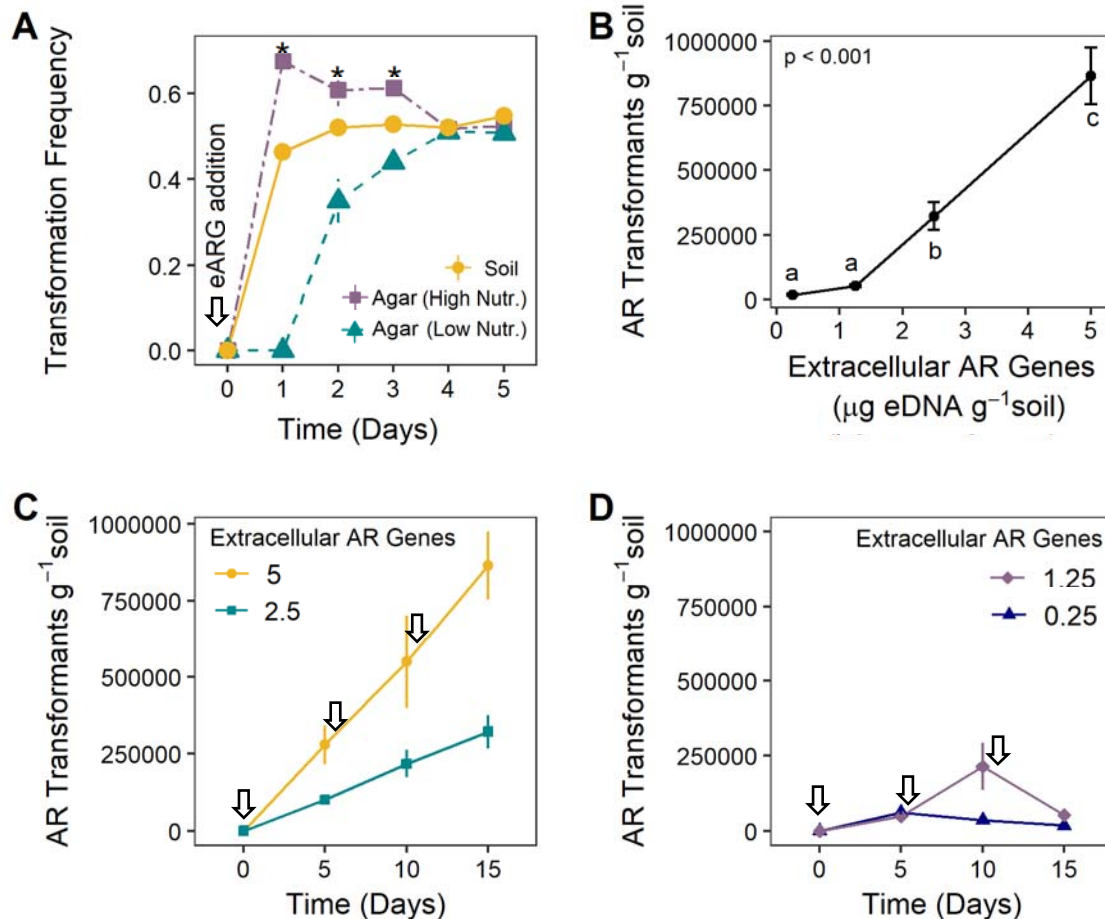 A
Transformation Frequency
0.6
0.4
0.2
0.0
* * *
eARG addition
Soil
Agar (High Nutr.)
Agar (Low Nutr.)
0 1 2 3 4 5
Time (Days)
B
AR Transformants g⁻¹soil
1000000
750000
500000
250000
0
p < 0.001
a a b c
0 1 2 3 4 5
Extracellular AR Genes
(μg eDNA g⁻¹soil)
C
AR Transformants g⁻¹soil
1000000
750000
500000
250000
0
Extracellular AR Genes
5
2.5
0 5 10 15
Time (Days)
D
AR Transformants g⁻¹soil
1000000
750000
500000
250000
0
Extracellular AR Genes
1.25
0.25
0 5 10 15
Time (Days)